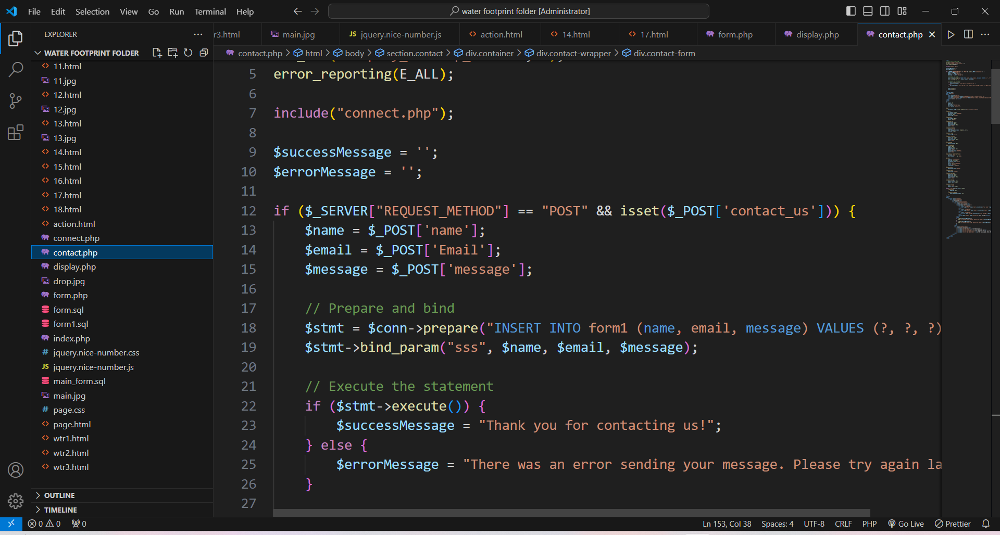 File Edit Selection View Go Run Terminal Help
water footprint folder [Administrator]
EXPLORER
WATER FOOTPRINT FOLDER
11.html
11.jpg
12.html
12.jpg
13.html
13.jpg
14.html
15.html
16.html
17.html
18.html
action.html
connect.php
contact.php
display.php
drop.jpg
form.php
form.sql
form1.sql
index.php
jquery.nice-number.css
jquery.nice-number.js
main_form.sql
main.jpg
page.css
page.html
wtr1.html
wtr2.html
wtr3.html
OUTLINE
TIMELINE
r3.html main.jpg JS jquery.nice-number.js action.html 14.html 17.html form.php display.php contact.php
contact.php > html > body > section.contact > div.container > div.contact-wrapper > div.contact-form
5 error_reporting(E_ALL);
6
7 include("connect.php");
8
9 $successMessage = '';
10 $errorMessage = '';
11
12 if ($_SERVER["REQUEST_METHOD"] == "POST" && isset($_POST['contact_us'])) {
13 $name = $_POST['name'];
14 $email = $_POST['Email'];
15 $message = $_POST['message'];
16
17 // Prepare and bind
18 $stmt = $conn->prepare("INSERT INTO form1 (name, email, message) VALUES (?, ?, ?)
19 $stmt->bind_param("sss", $name, $email, $message);
20
21 // Execute the statement
22 if ($stmt->execute()) {
23 $successMessage = "Thank you for contacting us!";
24 } else {
25 $errorMessage = "There was an error sending your message. Please try again la
26 }
27
0 0 0
Ln 153, Col 38 Spaces: 4 UTF-8 CRLF PHP Go Live Prettier